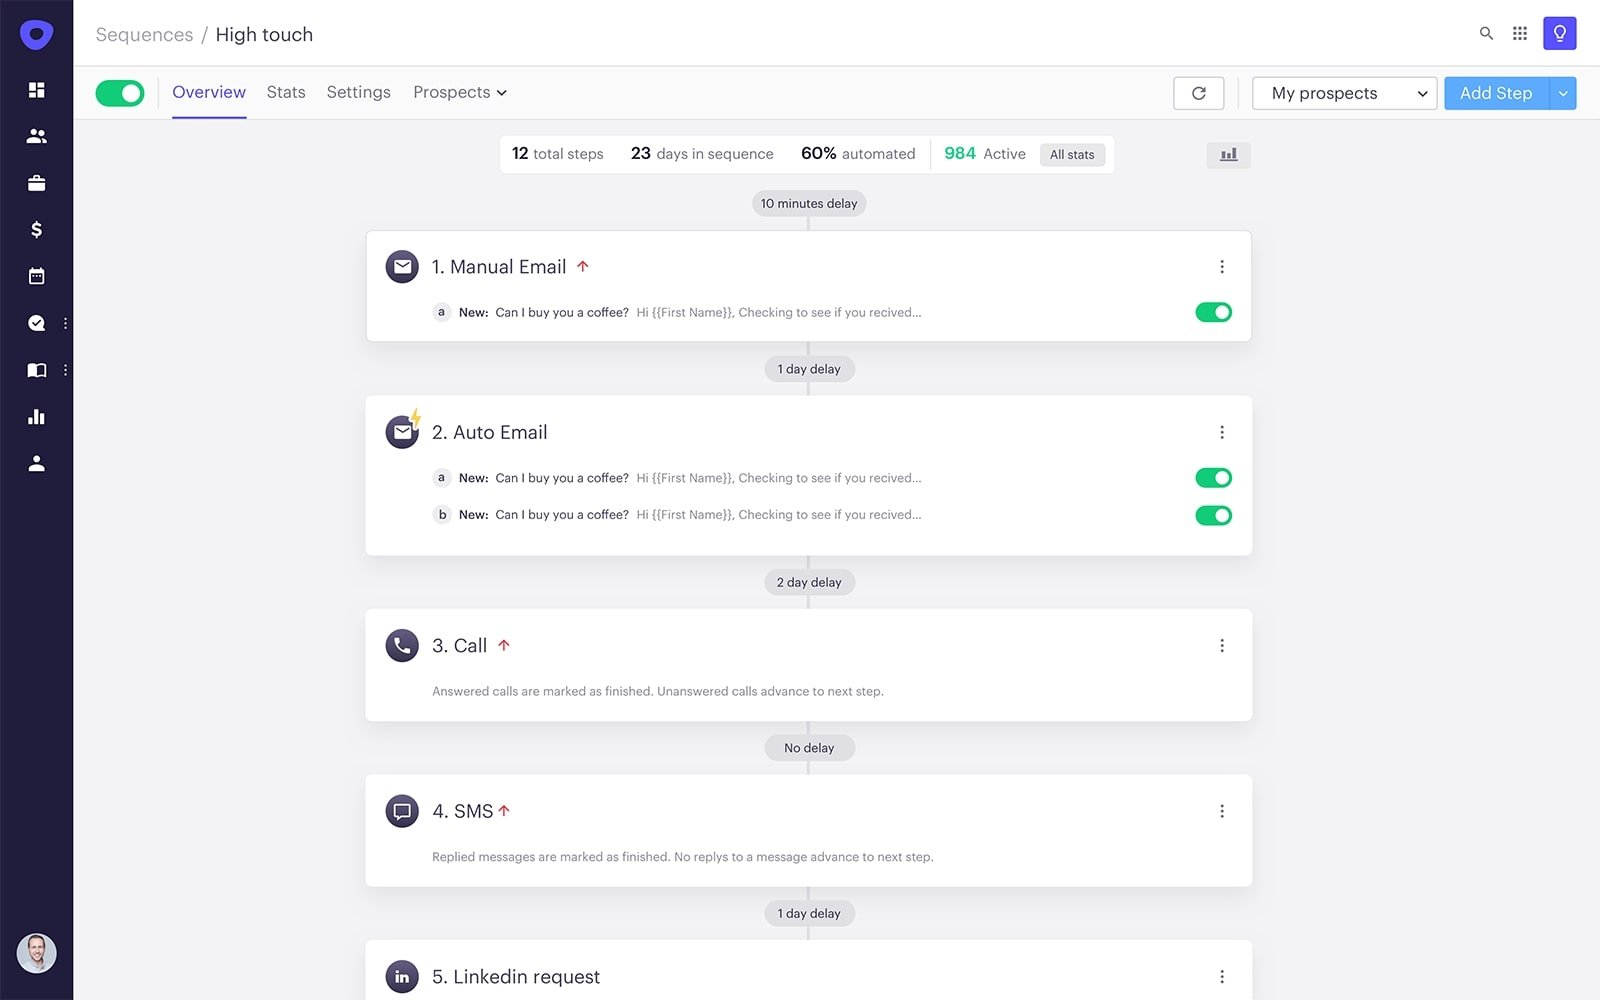 Sequences / High touch
Overview Stats Settings Prospects
My prospects
Add Step
12 total steps 23 days in sequence 60% automated 984 Active All stats
10 minutes delay
1. Manual Email
a New: Can I buy you a coffee? Hi {{First Name}}, Checking to see if you recived...
1 day delay
2. Auto Email
a New: Can I buy you a coffee? Hi {{First Name}}, Checking to see if you recived...
b New: Can I buy you a coffee? Hi {{First Name}}, Checking to see if you recived...
2 day delay
3. Call
Answered calls are marked as finished. Unanswered calls advance to next step.
No delay
4. SMS
Replied messages are marked as finished. No replys to a message advance to next step.
1 day delay
in 5. Linkedin request